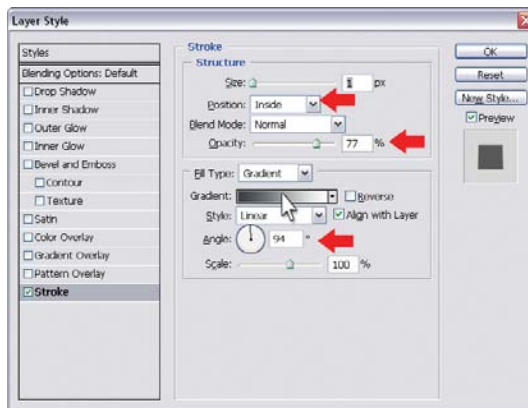 Layer Style
Styles
Blending Options: Default
Drop Shadow
Inner Shadow
Outer Glow
Inner Glow
Bevel and Emboss
Contour
Texture
Satin
Color Overlay
Gradient Overlay
Pattern Overlay
Stroke
Stroke
Structure
Size: 1 px
Position: Inside
Blend Mode: Normal
Opacity: 77 %
Fill Type: Gradient
Gradient: Reverse
Style: Linear Align with Layer
Angle: 94 °
Scale: 100 %
OK
Reset
New Style...
Preview